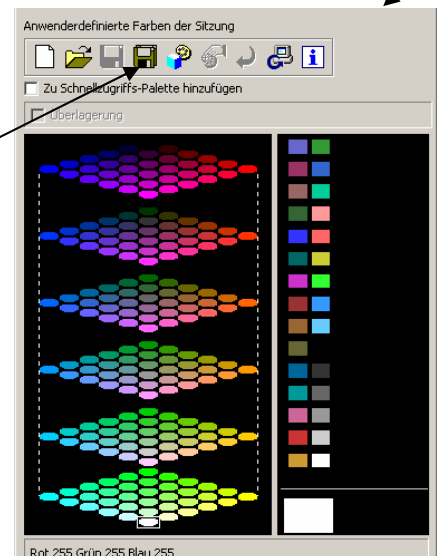 Anwenderdefinierte Farben der Sitzung
Zu Schnellzugriffs-Palette hinzufügen
Überlagerung
Rot 255 Grün 255 Blau 255